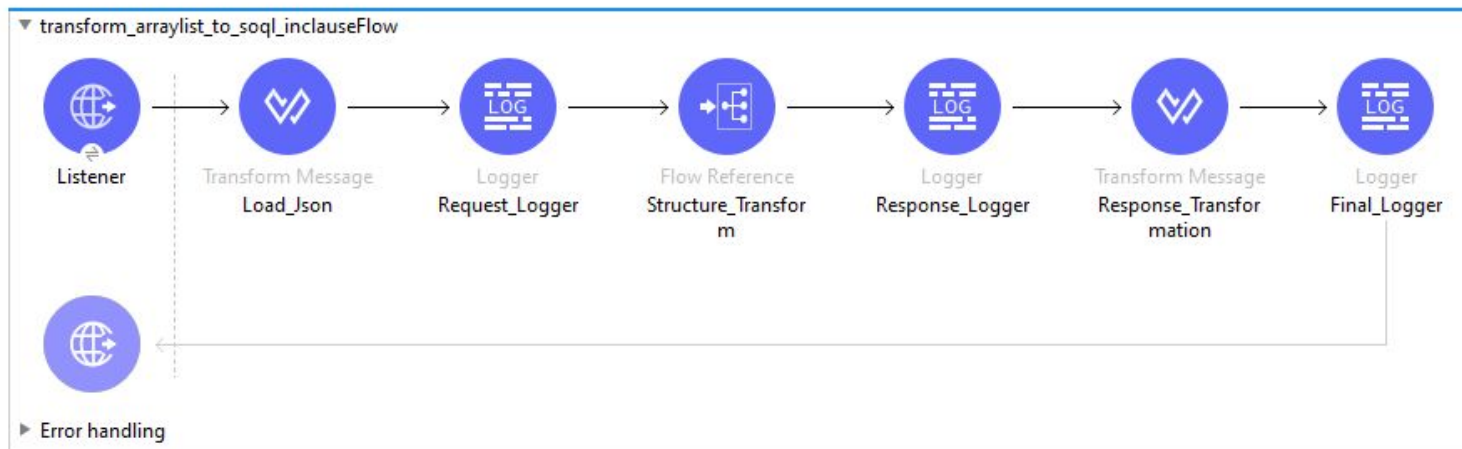 transform_arraylist_to_soql_inclauseFlow
LOG
LOG
LOG
Listener
Transform Message
Load_Json
Logger
Request_Logger
Flow Reference
Structure_Transfor
m
Logger
Response_Logger
Transform Message
Response_Transfor
mation
Logger
Final_Logger
Error handling